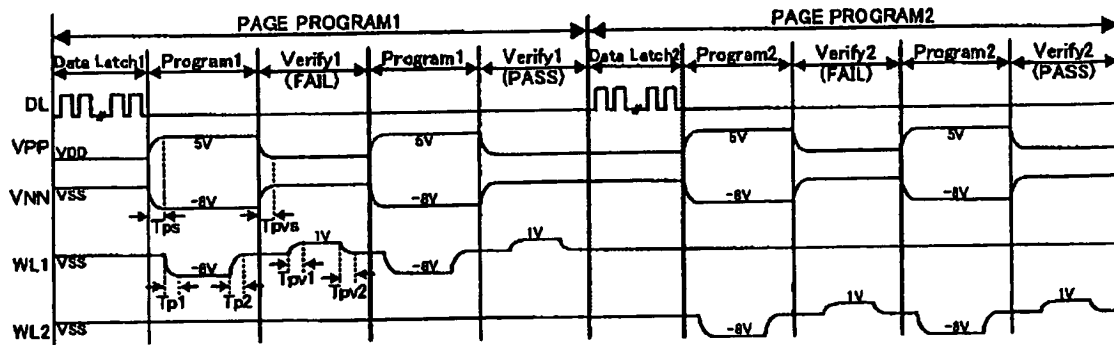 PAGE PROGRAM1 PAGE PROGRAM2
Data Latch1 Program1 Verify1 (FAIL) Program1 Verify1 (PASS) Data Latch2 Program2 Verify2 (FAIL) Program2 Verify2 (PASS)
DL
VPP VDD 5V 5V 5V 5V
VNN VSS -8V -8V -8V -8V
Tps Tpvs
WL1 VSS -8V 1V -8V 1V
Tp1 Tp2 Tpv1 Tpv2
WL2 VSS -8V 1V -8V 1V